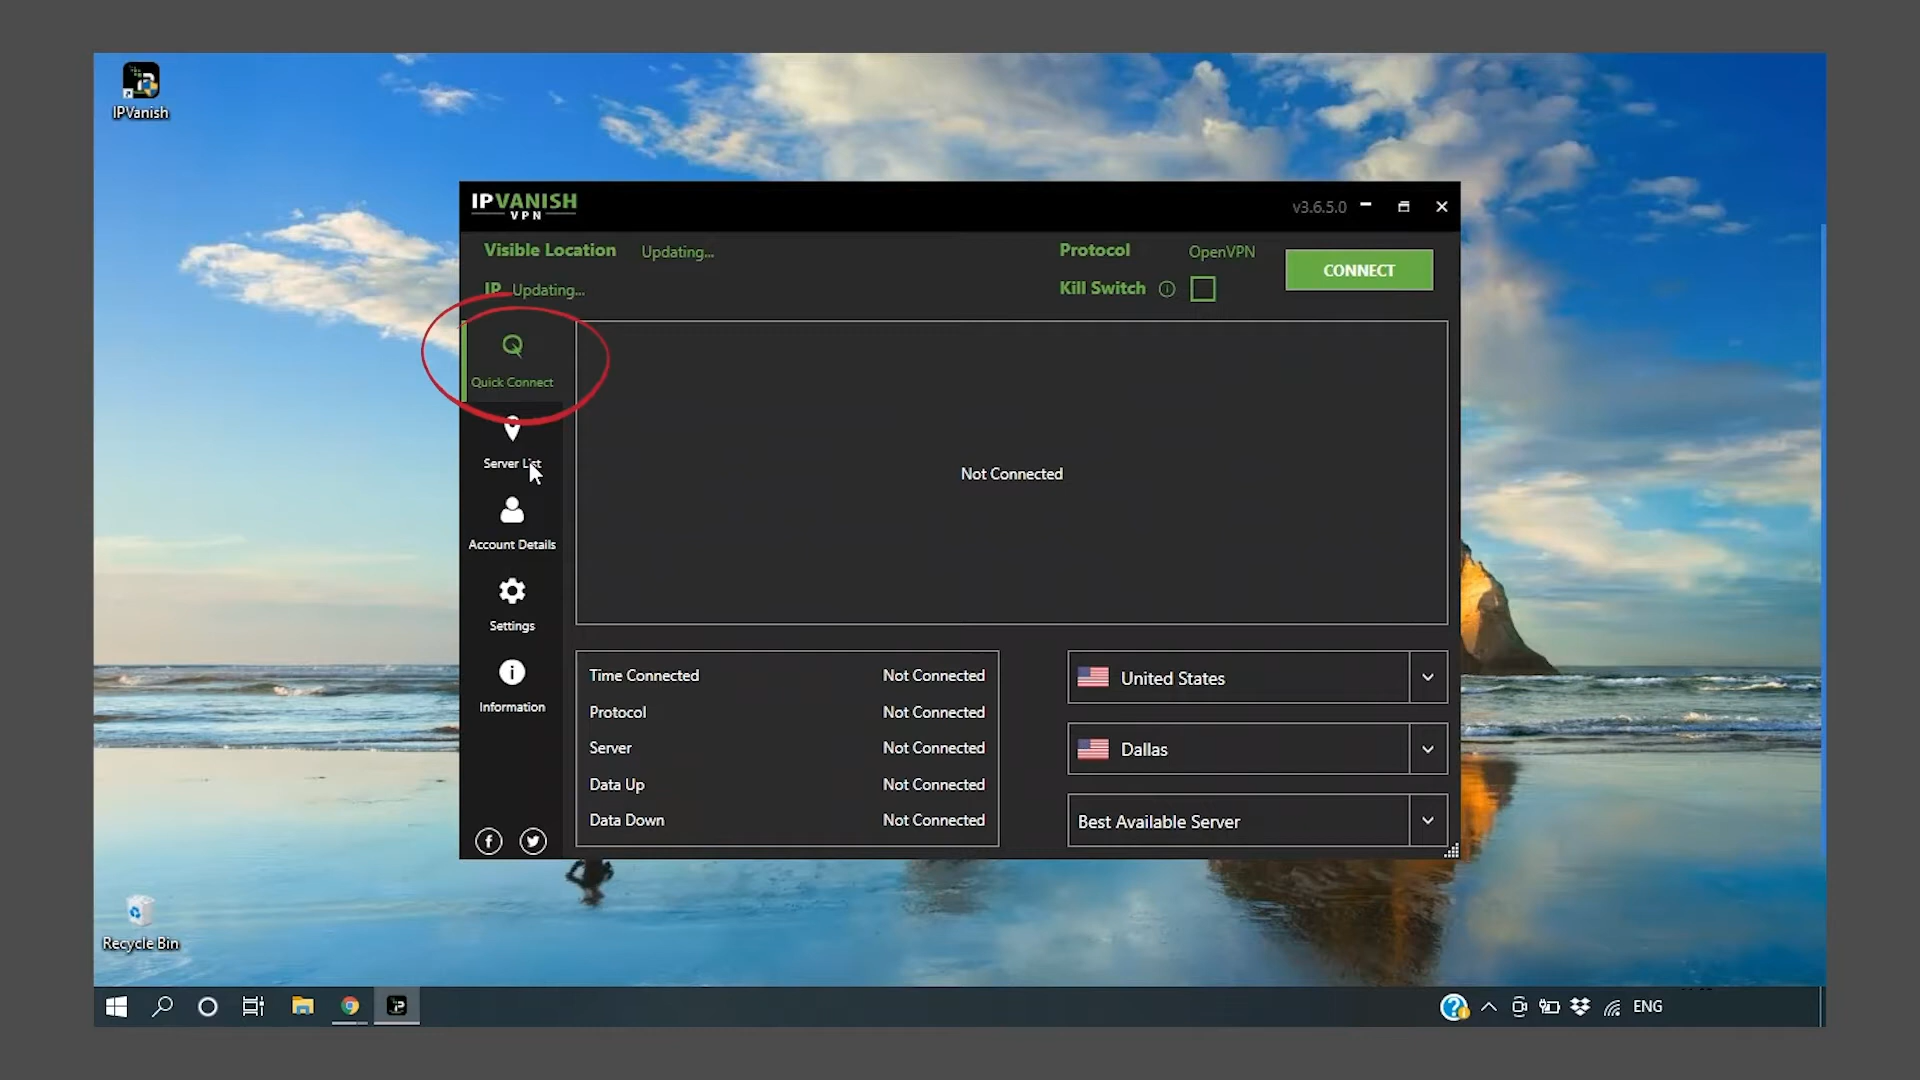 IPVanish
IPVANISH
VPN
v3.6.5.0
Visible Location Updating...
Protocol OpenVPN
CONNECT
IP Updating...
Kill Switch
Quick Connect
Not Connected
Server List
Account Details
Settings
Information
Time Connected Not Connected
Protocol Not Connected
Server Not Connected
Data Up Not Connected
Data Down Not Connected
United States
Dallas
Best Available Server
Recycle Bin
ENG